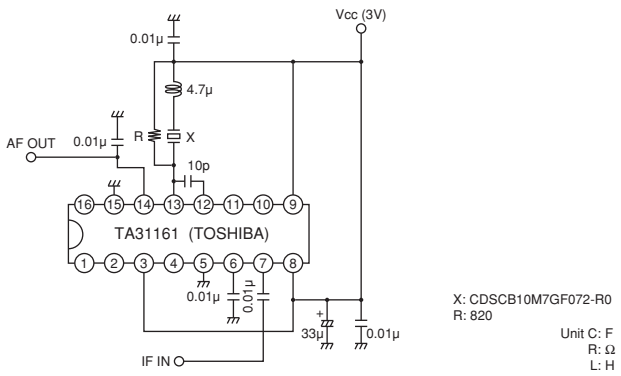 Vcc (3V)
0.01μ
4.7μ
R
X
AF OUT
0.01μ
10p
16 15 14 13 12 11 10 9
TA31161 (TOSHIBA)
1 2 3 4 5 6 7 8
0.01μ
0.01μ
+
33μ
0.01μ
IF IN
X: CDSCB10M7GF072-R0
R: 820
Unit C: F
R: Ω
L: H